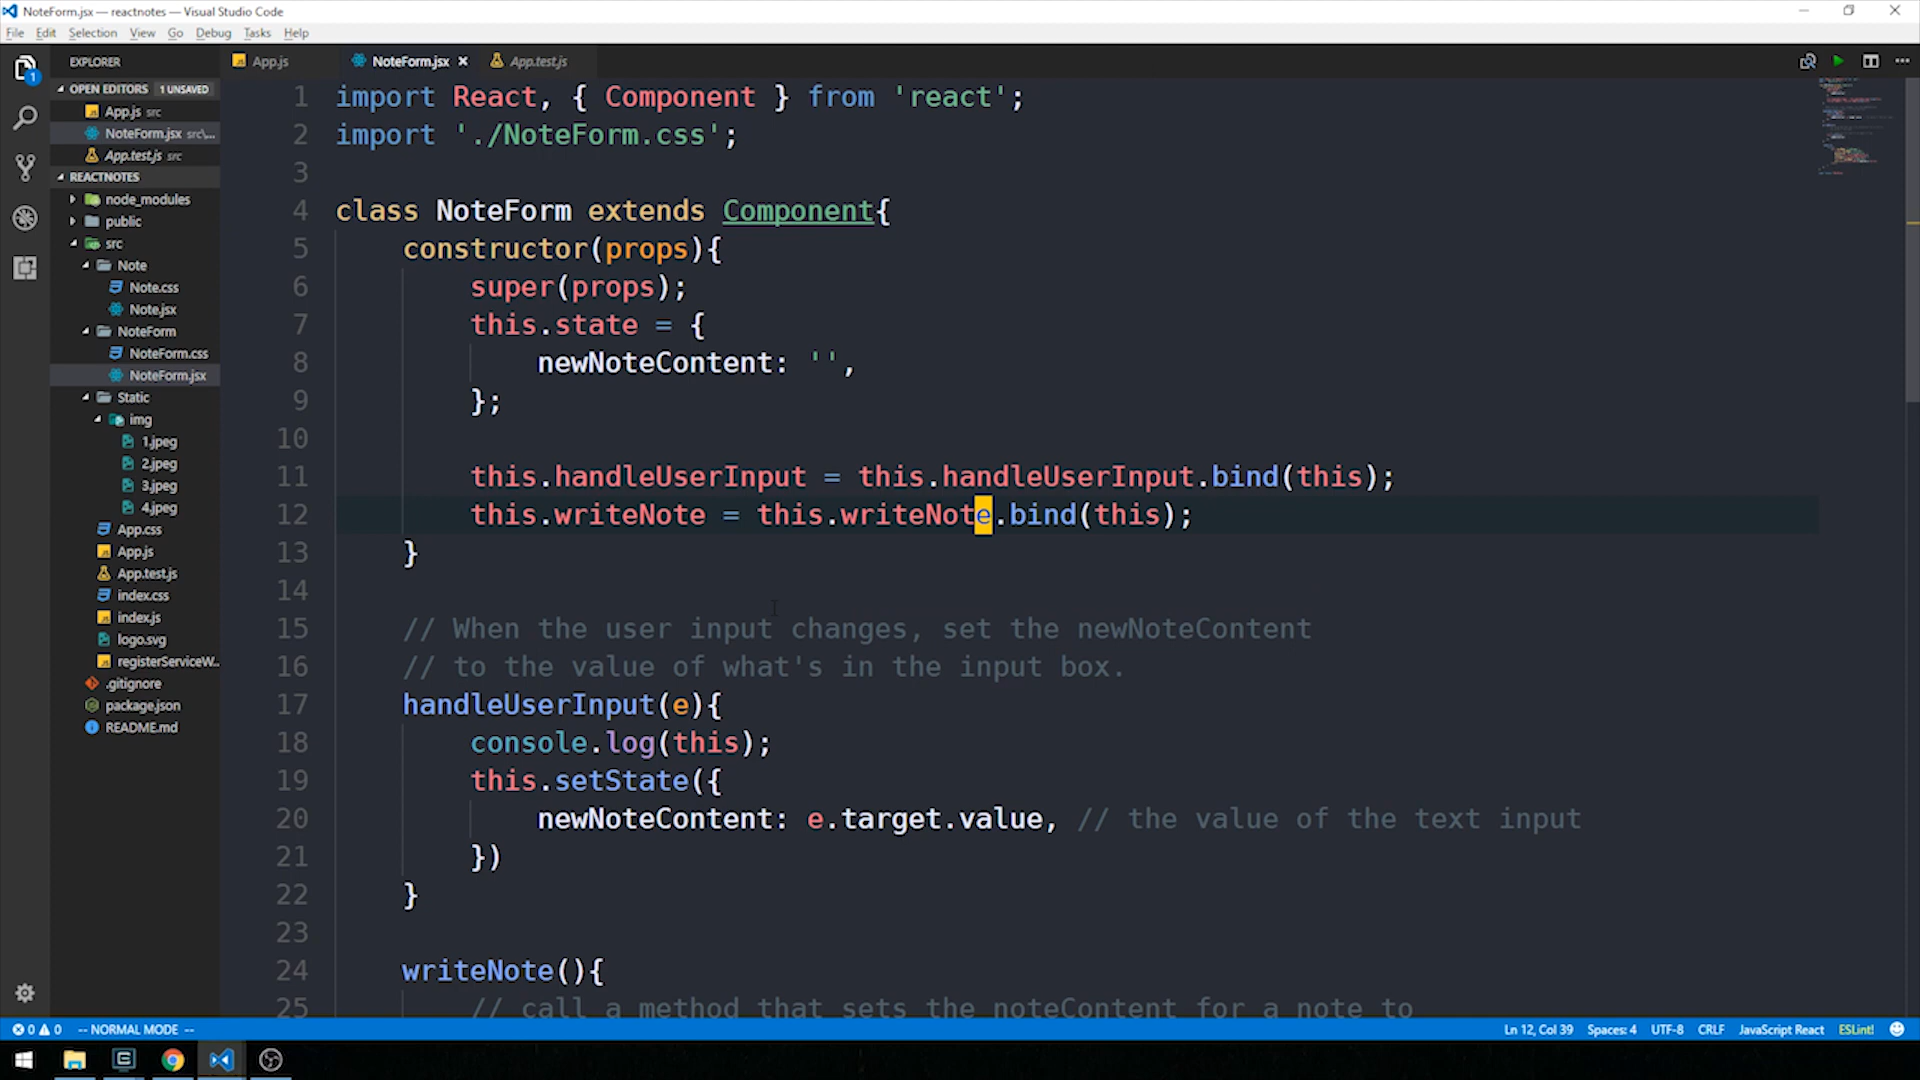 NoteForm.jsx — reactnotes — Visual Studio Code
File Edit Selection View Go Debug Tasks Help
1
EXPLORER
OPEN EDITORS 1 UNSAVED
App.js src
NoteForm.jsx src\...
App.test.js src
REACTNOTES
node_modules
public
src
Note
Note.css
Note.jsx
NoteForm
NoteForm.css
NoteForm.jsx
Static
img
1.jpeg
2.jpeg
3.jpeg
4.jpeg
App.css
App.js
App.test.js
index.css
index.js
logo.svg
registerServiceW...
.gitignore
package.json
README.md
App.js NoteForm.jsx App.test.js
1 import React, { Component } from 'react';
2 import './NoteForm.css';
3
4 class NoteForm extends Component{
5 constructor(props){
6 super(props);
7 this.state = {
8 newNoteContent: '',
9 };
10
11 this.handleUserInput = this.handleUserInput.bind(this);
12 this.writeNote = this.writeNote.bind(this);
13 }
14
15 // When the user input changes, set the newNoteContent
16 // to the value of what's in the input box.
17 handleUserInput(e){
18 console.log(this);
19 this.setState({
20 newNoteContent: e.target.value, // the value of the text input
21 })
22 }
23
24 writeNote(){
25 // call a method that sets the noteContent for a note to
0 0 -- NORMAL MODE -- Ln 12, Col 39 Spaces: 4 UTF-8 CRLF JavaScript React ESLint!